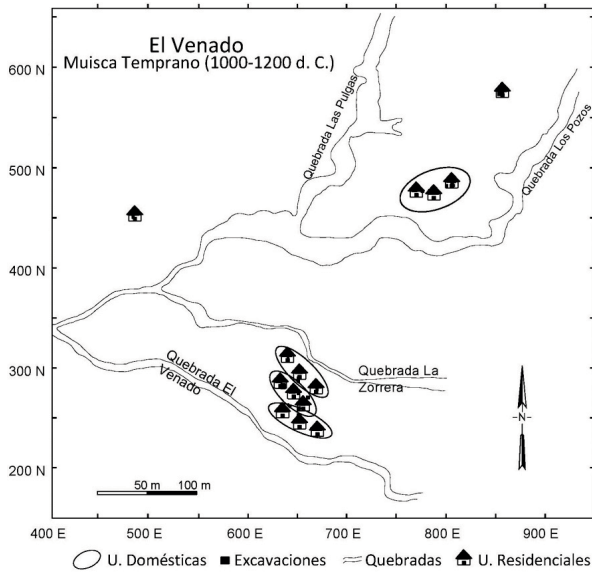 El Venado
Muisca Temprano (1000-1200 d. C.)
600 N
500 N
400 N
300 N
200 N
Quebrada Las Pulgas
Quebrada Los Pozos
Quebrada El
Venado
Quebrada La
Zorrera
-N-
50 m 100 m
400 E 500 E 600 E 700 E 800 E 900 E
U. Domésticas Excavaciones Quebradas U. Residenciales